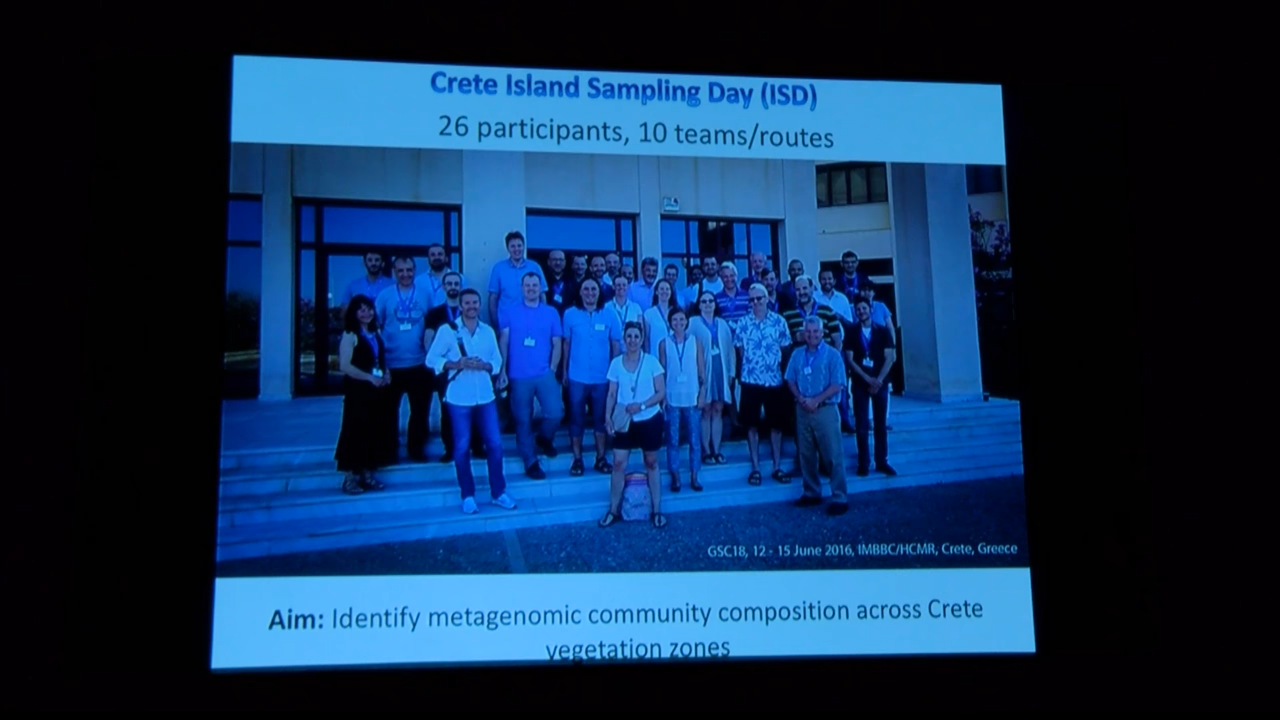 Crete Island Sampling Day (ISD)
26 participants, 10 teams/routes
GSC18, 12 - 15 June 2016, IMBBC/HCMR, Crete, Greece
Aim: Identify metagenomic community composition across Crete
vegetation zones